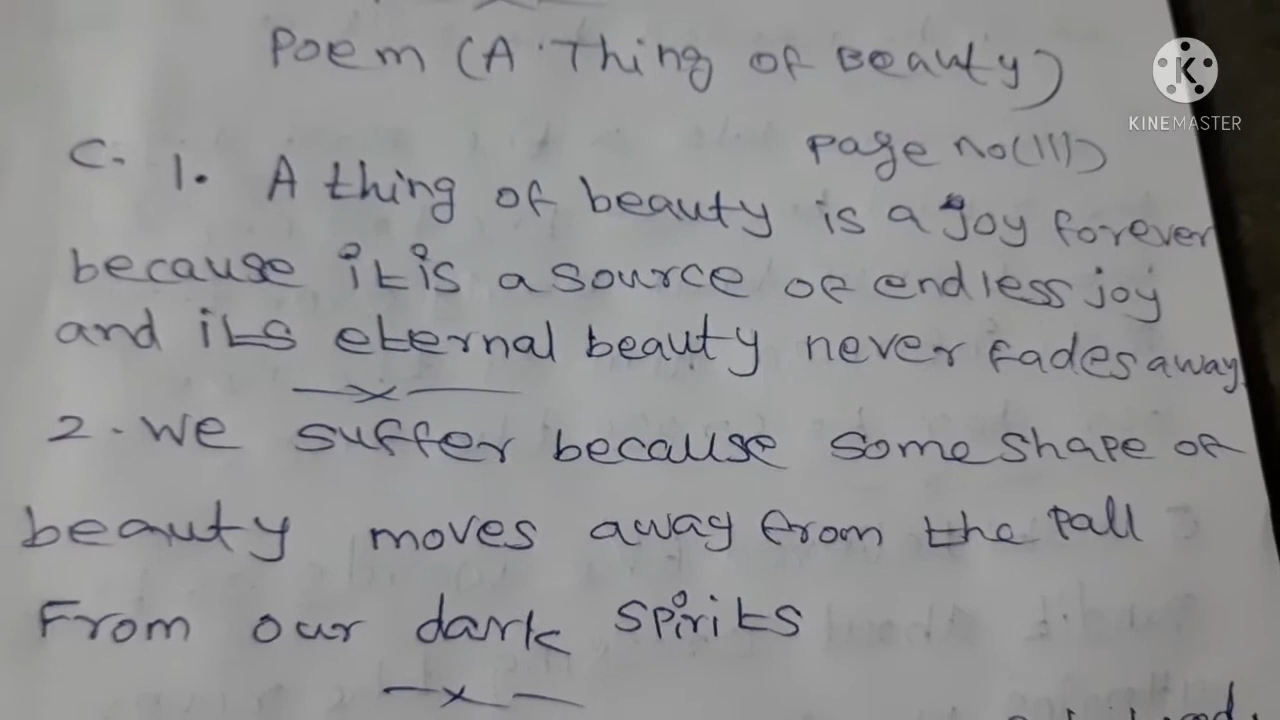 Poem (A Thing of Beauty)
KINEMASTER
Page no(111)
C. 1. A thing of beauty is a joy forever
because it is a source of endless joy
and its eternal beauty never fades away.
2. We suffer because some shape of
beauty moves away from the pall
From our dark spirits